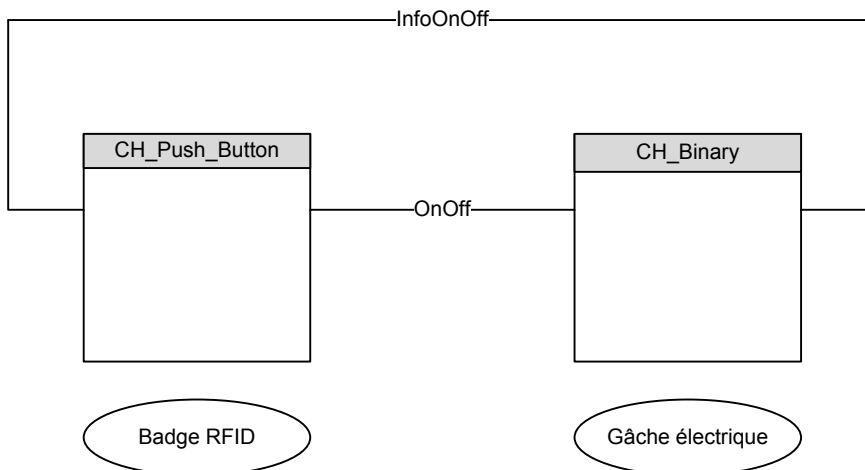 InfoOnOff
CH_Push_Button
CH_Binary
OnOff
Badge RFID
Gâche électrique